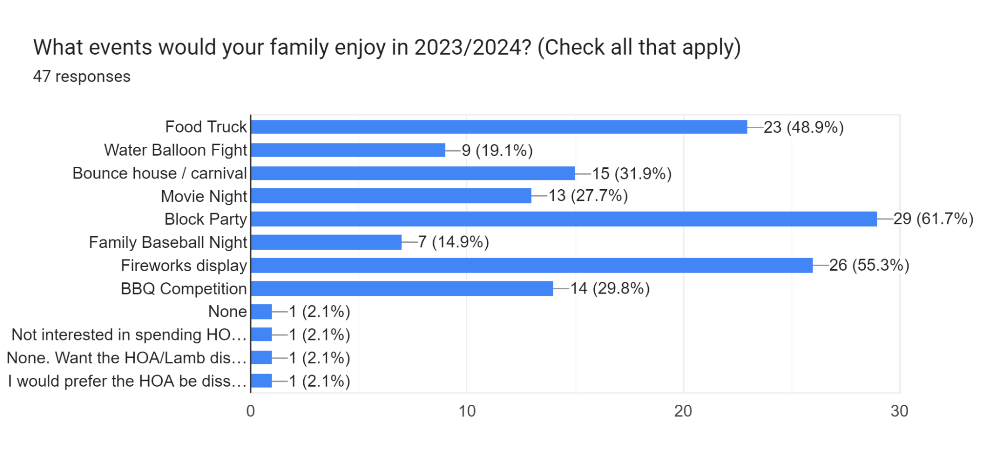 What events would your family enjoy in 2023/2024? (Check all that apply)
47 responses
Food Truck 23 (48.9%)
Water Balloon Fight 9 (19.1%)
Bounce house / carnival 15 (31.9%)
Movie Night 13 (27.7%)
Block Party 29 (61.7%)
Family Baseball Night 7 (14.9%)
Fireworks display 26 (55.3%)
BBQ Competition 14 (29.8%)
None 1 (2.1%)
Not interested in spending HO… 1 (2.1%)
None. Want the HOA/Lamb dis… 1 (2.1%)
I would prefer the HOA be diss… 1 (2.1%)
0 10 20 30